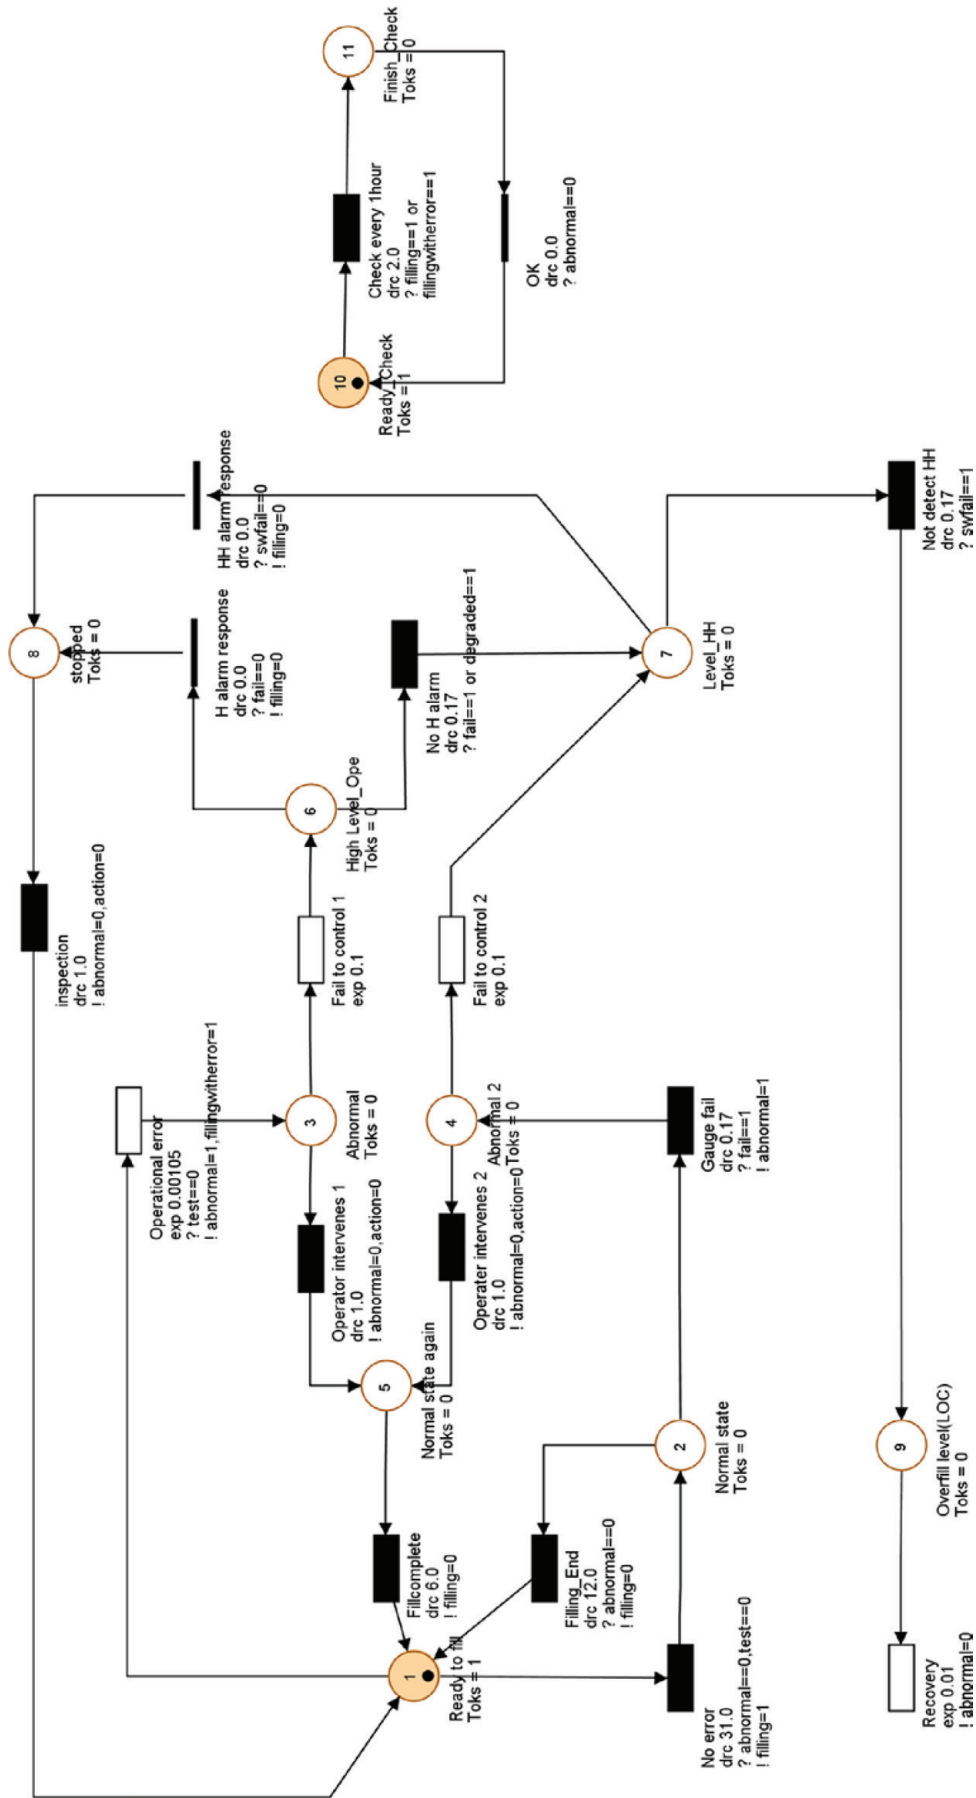 8
stopped
Toks = 0
inspection
drc 1.0
! abnormal=0,action=0
H alarm response
drc 0.0
? fail==0
! filling=0
HH alarm response
drc 0.0
? swfail==0
! filling=0
Operational error
exp 0.00105
? test==0
! abnormal=1,fillingwitherror=1
3
Abnormal
Toks = 0
Fail to control 1
exp 0.1
6
High Level_Ope
Toks = 0
No H alarm
drc 0.17
? fail==1 or degraded==1
Operator intervenes 1
drc 1.0
! abnormal=0,action=0
5
Normal state again
Toks = 0
4
Abnormal 2
Toks = 0
Fail to control 2
exp 0.1
Operater intervenes 2
drc 1.0
! abnormal=0,action=0
7
Level_HH
Toks = 0
1
Ready to fill
Toks = 1
Fillcomplete
drc 6.0
! filling=0
Filling_End
drc 12.0
? abnormal==0
! filling=0
2
Normal state
Toks = 0
Gauge fail
drc 0.17
? fail==1
! abnormal=1
No error
drc 31.0
? abnormal==0,test==0
! filling=1
Not detect HH
drc 0.17
? swfail==1
9
Overfill level(LOC)
Toks = 0
Recovery
exp 0.01
! abnormal=0
10
Ready_Check
Toks = 1
Check every 1hour
drc 2.0
? filling==1 or
fillingwitherror==1
11
Finish_Check
Toks = 0
OK
drc 0.0
? abnormal==0